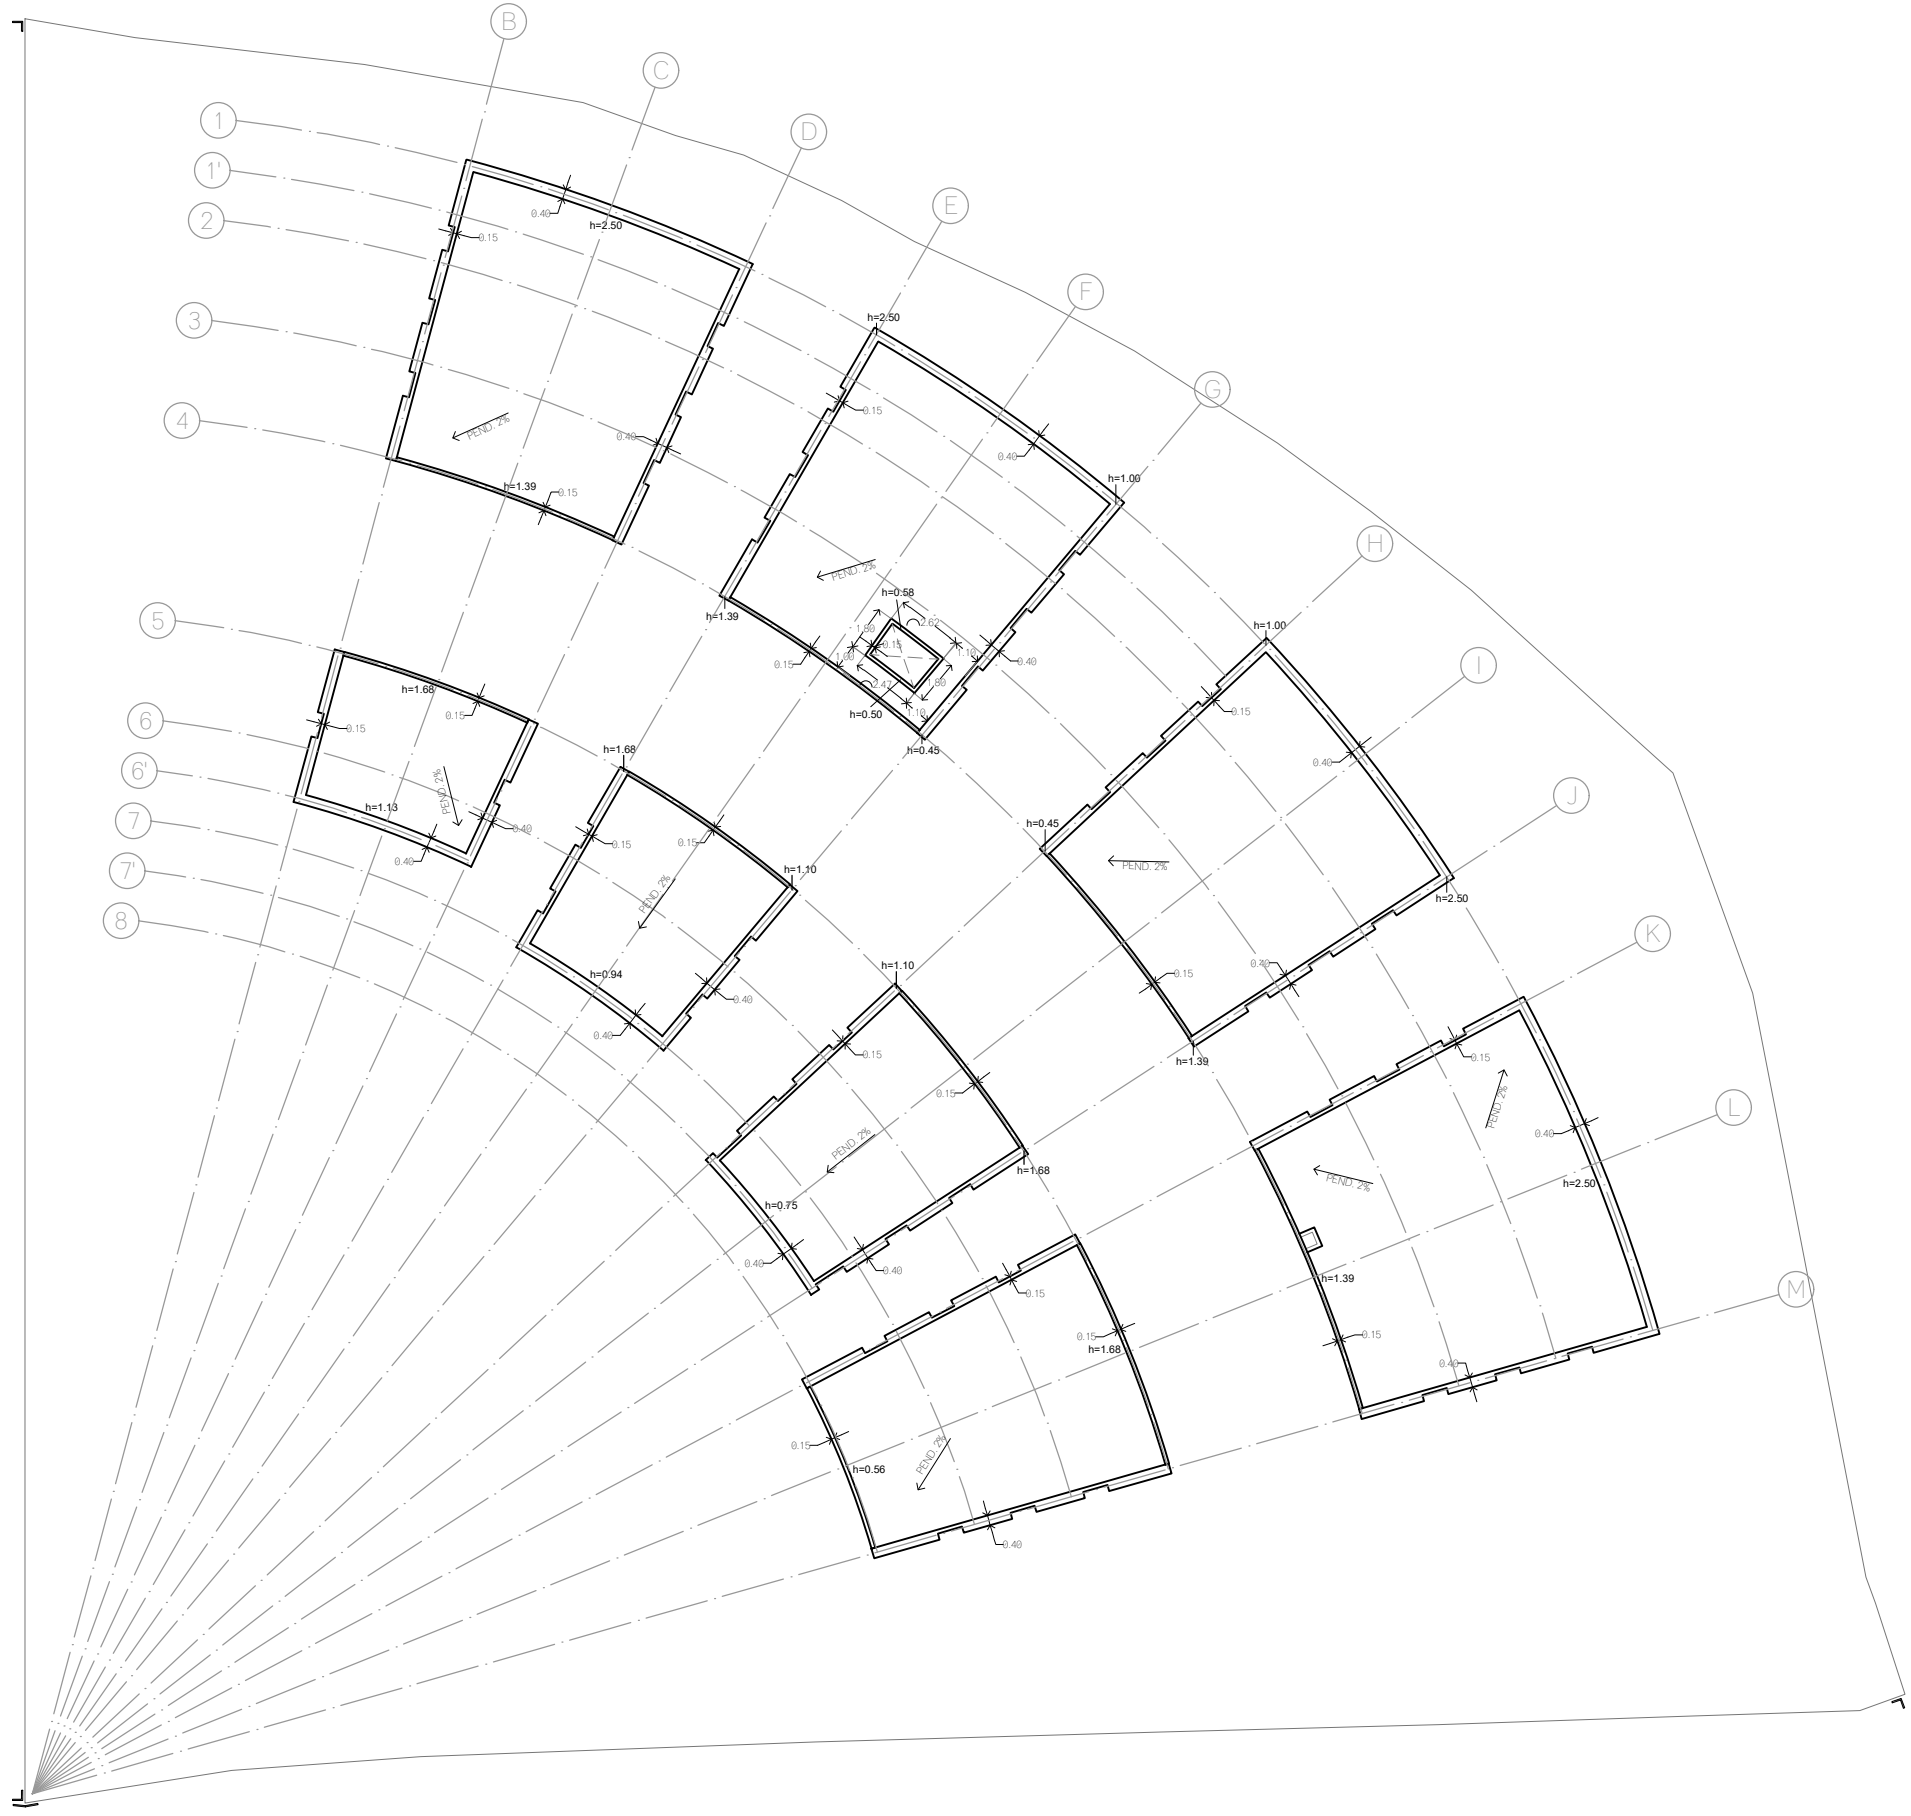 B
C
D
E
F
G
H
I
J
K
L
M
1
1'
2
3
4
5
6
6'
7
7'
8
0.40
h=2.50
0.15
PEND. 2%
0.40
h=1.39
0.15
h=2.50
0.15
0.40
h=1.00
PEND. 2%
h=0.58
1.80
2.62
0.15
1.10
1.00
0.15
2.47
1.80
1.10
h=0.50
h=0.45
0.40
h=1.39
h=1.00
0.15
0.40
h=0.45
PEND. 2%
h=2.50
0.40
0.15
h=1.39
0.15
PEND. 2%
0.40
PEND. 2%
h=2.50
h=1.39
0.15
0.40
h=1.68
0.15
0.15
PEND. 2%
h=1.13
0.40
0.40
h=1.68
0.15
0.15
h=1.10
PEND. 2%
h=0.94
0.40
0.40
h=1.10
0.15
0.15
PEND. 2%
h=1.68
h=0.75
0.40
0.40
0.15
0.15
h=1.68
0.15
h=0.56
PEND. 2%
0.40